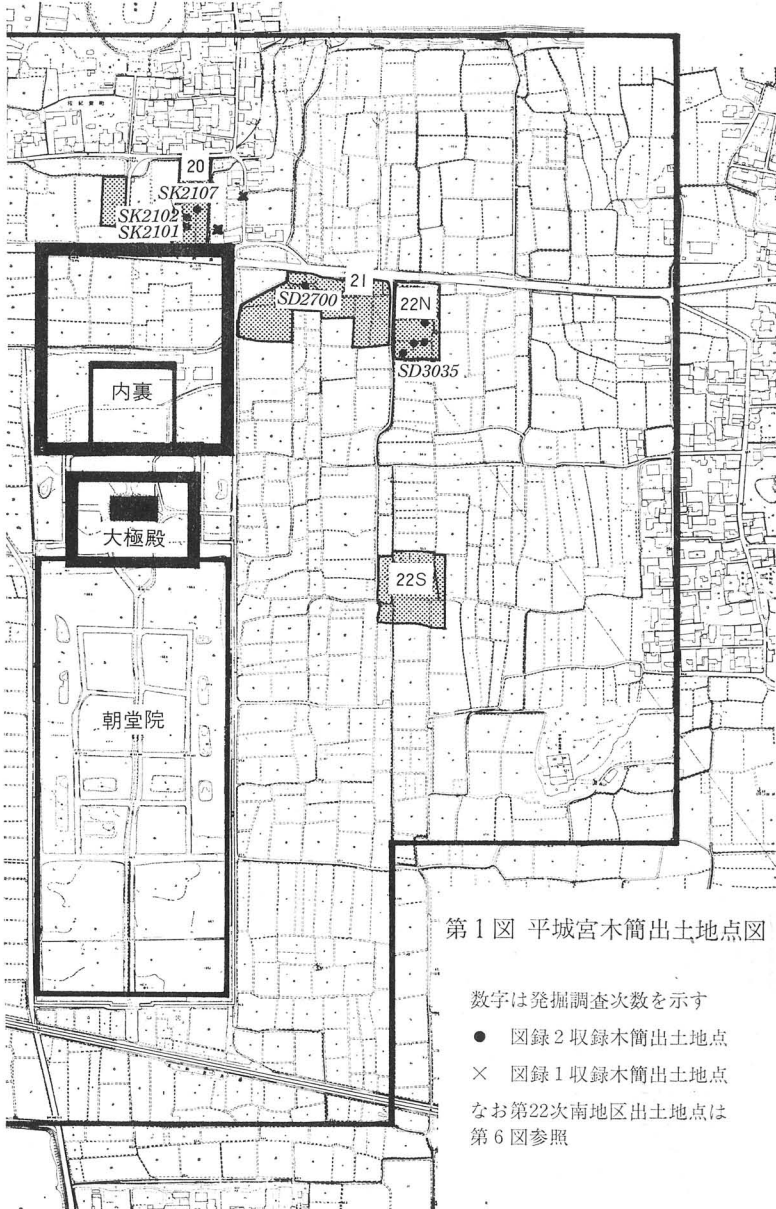 20
SK2107
SK2102
SK2101
21
SD2700
22N
SD3035
内裏
大極殿
22S
朝堂院
第1図 平城宮木簡出土地点図
数字は発掘調査次数を示す
● 図録2収録木簡出土地点
× 図録1収録木簡出土地点
なお第22次南地区出土地点は
第6図参照